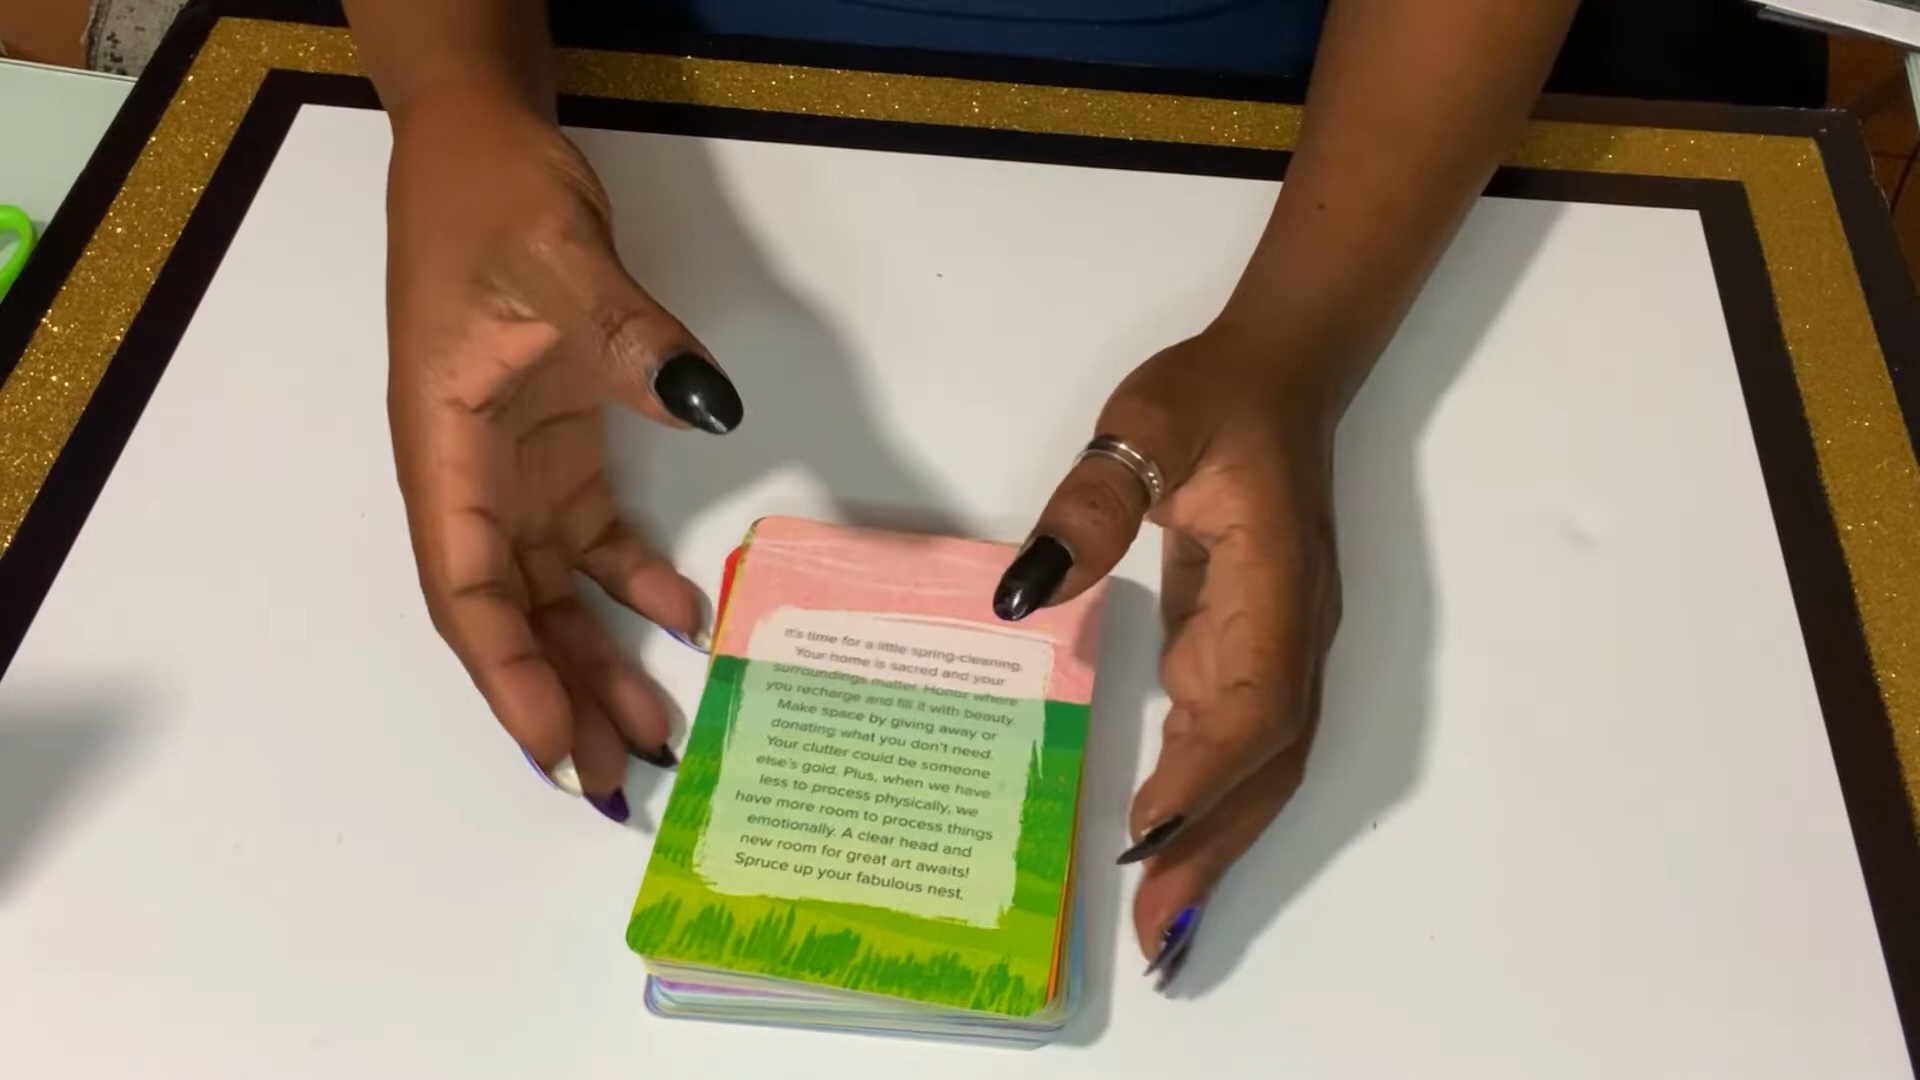 It's time for a little spring-cleaning.
Your home is sacred and your
surroundings matter. Honor where
you recharge and fill it with beauty.
Make space by giving away or
donating what you don't need.
Your clutter could be someone
else's gold. Plus, when we have
less to process physically, we
have more room to process things
emotionally. A clear head and
new room for great art awaits!
Spruce up your fabulous nest.